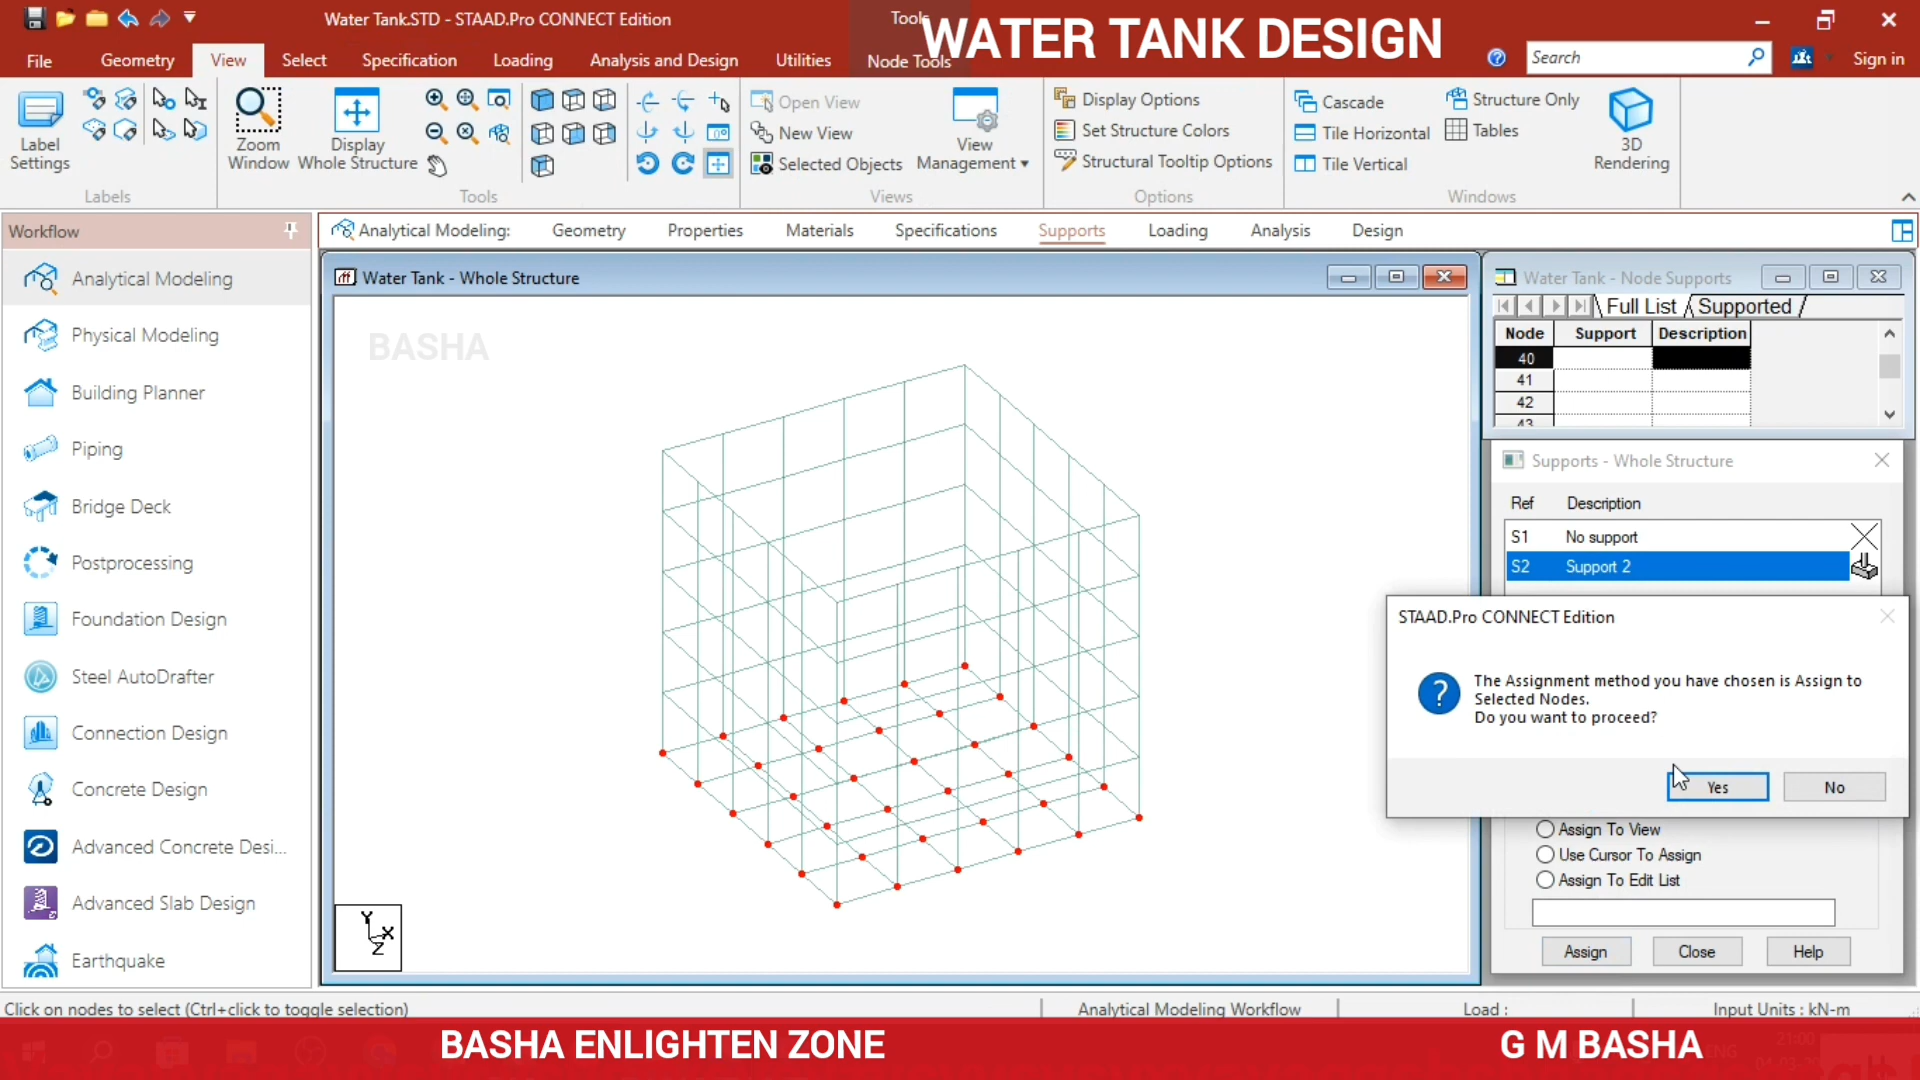 Water Tank.STD - STAAD.Pro CONNECT Edition
Tools
WATER TANK DESIGN
File Geometry View Select Specification Loading Analysis and Design Utilities Node Tools
Search
Sign in
Label Settings
Zoom Window
Display Whole Structure
Open View
New View
Selected Objects
View Management
Display Options
Set Structure Colors
Structural Tooltip Options
Cascade
Tile Horizontal
Tile Vertical
Structure Only
Tables
3D Rendering
Labels Tools Views Options Windows
Workflow
Analytical Modeling: Geometry Properties Materials Specifications Supports Loading Analysis Design
Analytical Modeling
Physical Modeling
Building Planner
Piping
Bridge Deck
Postprocessing
Foundation Design
Steel AutoDrafter
Connection Design
Concrete Design
Advanced Concrete Desi...
Advanced Slab Design
Earthquake
Water Tank - Whole Structure
BASHA
Y
X
Z
Water Tank - Node Supports
Full List Supported
Node Support Description
40
41
42
43
Supports - Whole Structure
Ref Description
S1 No support
S2 Support 2
STAAD.Pro CONNECT Edition
The Assignment method you have chosen is Assign to
Selected Nodes.
Do you want to proceed?
Yes No
Assign To View
Use Cursor To Assign
Assign To Edit List
Assign Close Help
Click on nodes to select (Ctrl+click to toggle selection)
Analytical Modeling Workflow
Load :
Input Units : kN-m
BASHA ENLIGHTEN ZONE
G M BASHA